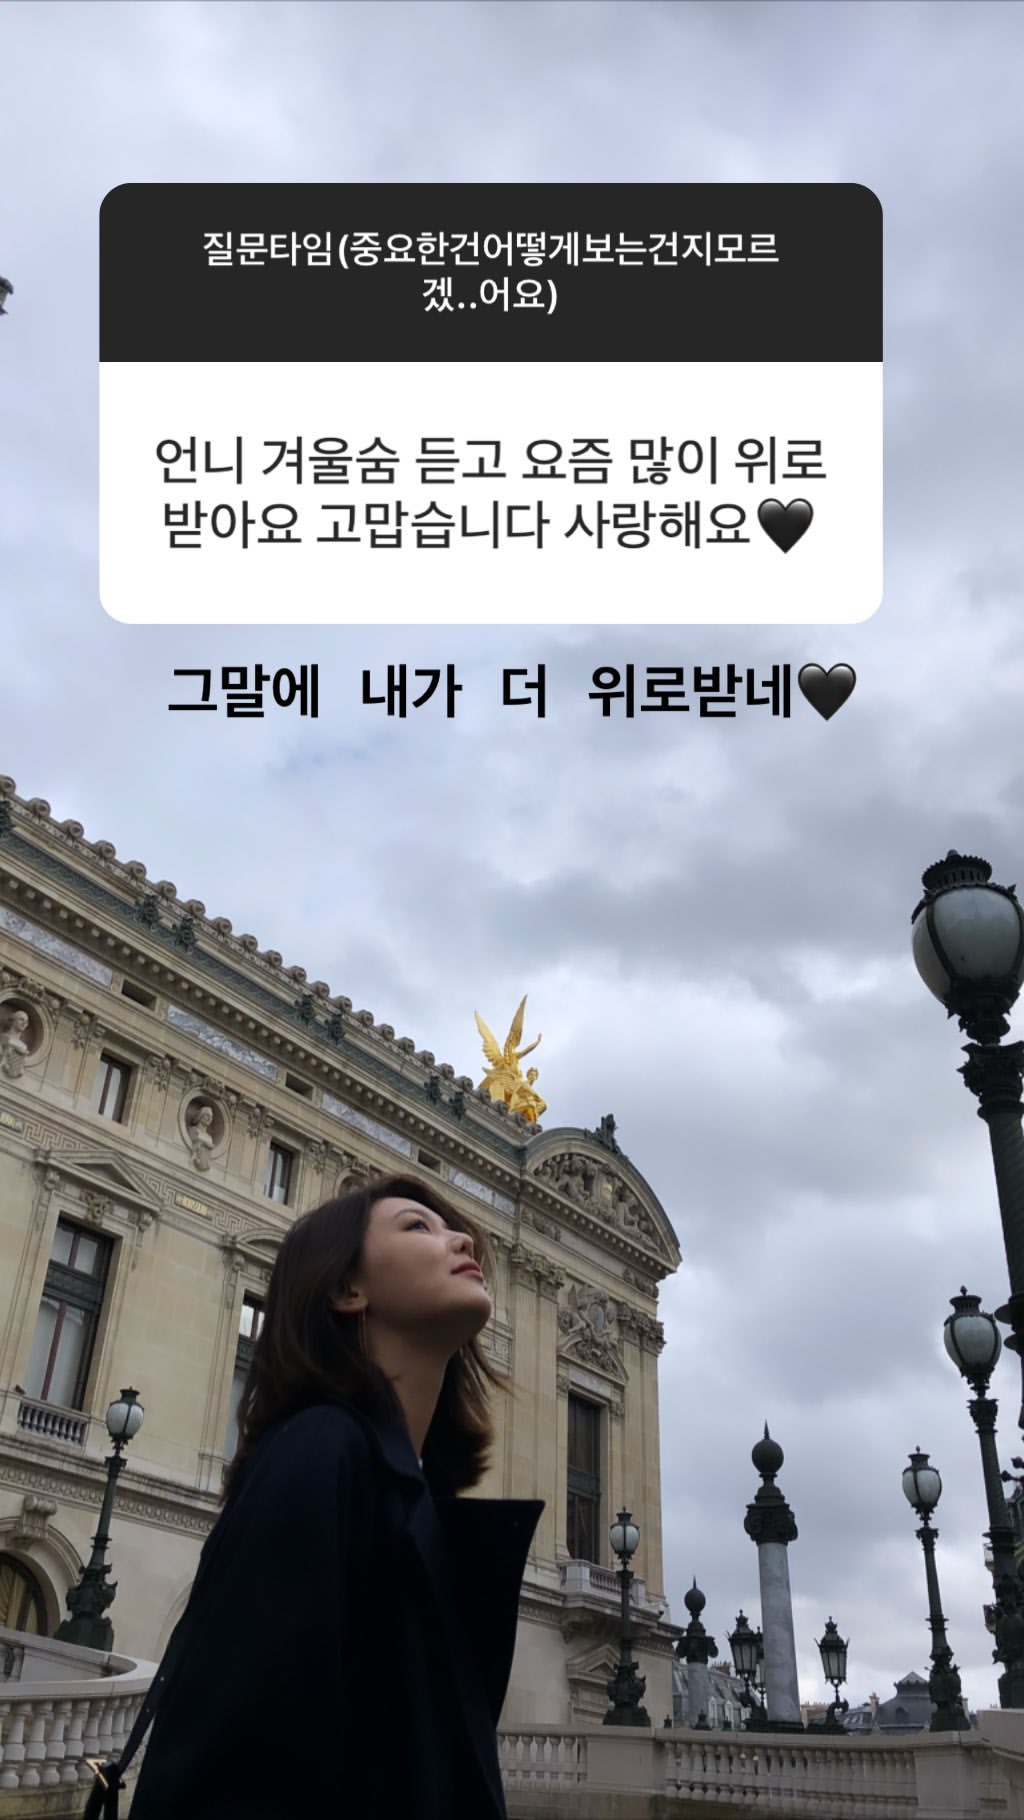 질문타임(중요한건어떻게보는건지모르
겠..어요)
언니 겨울숨 듣고 요즘 많이 위로
받아요 고맙습니다 사랑해요🖤
그말에 내가 더 위로받네🖤